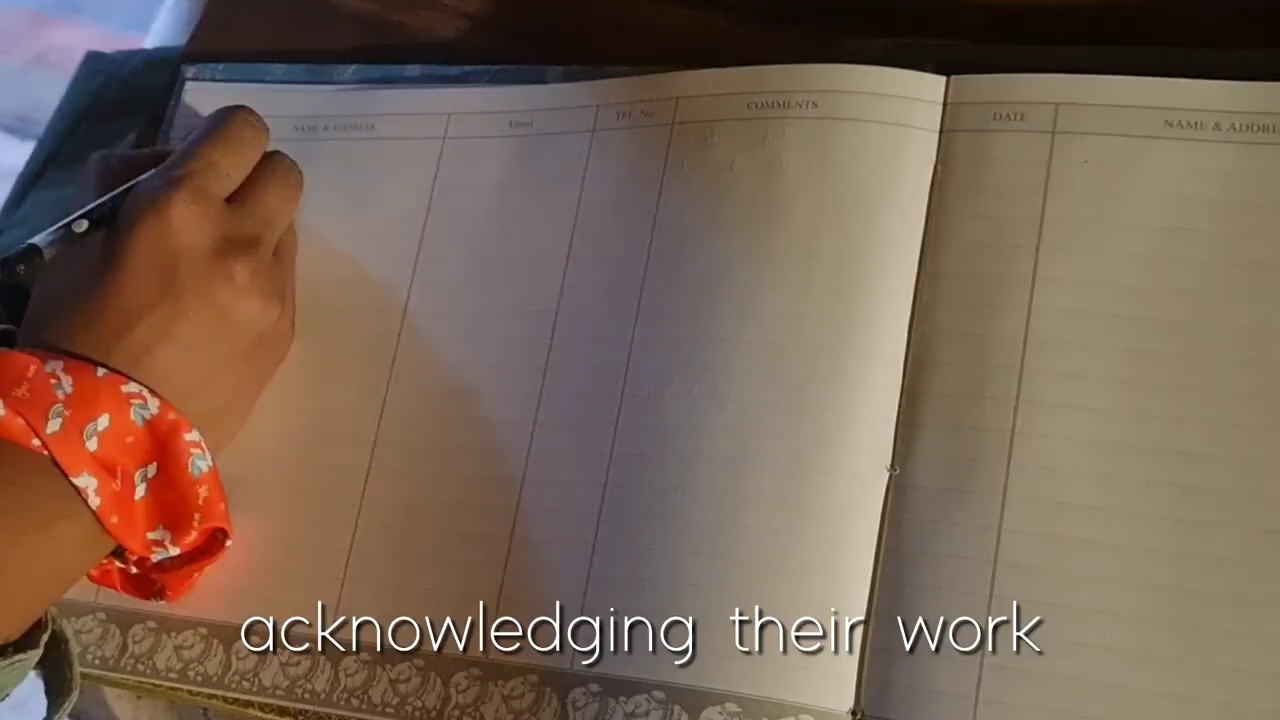 NAME & ADDRESS Email TEL. No. COMMENTS DATE NAME & ADDRE
acknowledging their work